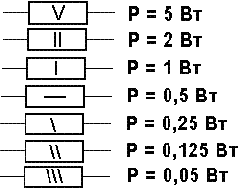 V P = 5 Вт
II P = 2 Вт
I P = 1 Вт
— P = 0,5 Вт
\ P = 0,25 Вт
\\ P = 0,125 Вт
\\\ P = 0,05 Вт